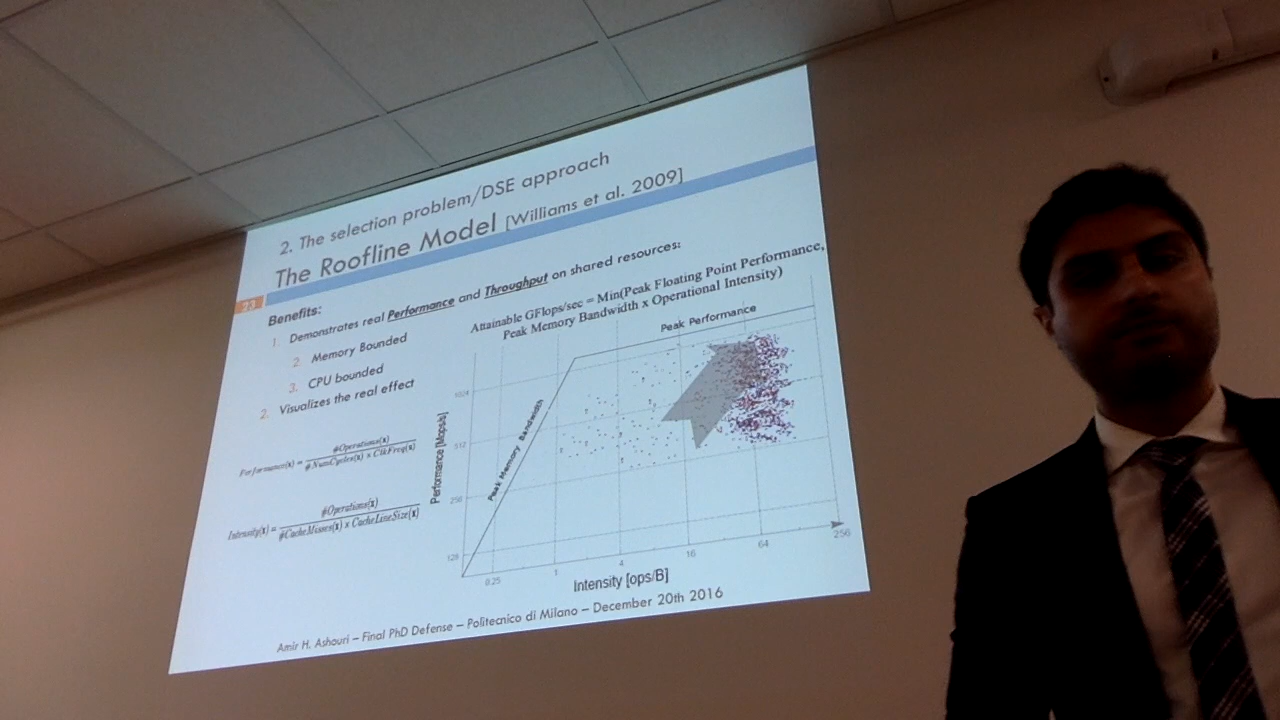 2. The selection problem/DSE approach
The Roofline Model [Williams et al. 2009]
23
Benefits:
1. Demonstrates real Performance and Throughput on shared resources:
2. Memory Bounded
3. CPU bounded
2. Visualizes the real effect
Performance(x) = #Operations(x) / #NumCycles(x) × ClkFreq(x)
Intensity(x) = #Operations(x) / #CacheMisses(x) × CacheLineSize(x)
Attainable GFlops/sec = Min(Peak Floating Point Performance,
Peak Memory Bandwidth x Operational Intensity)
Peak Performance
Peak Memory Bandwidth
Performance [Mops/s]
1024
512
256
128
0.25
1
4
16
64
256
Intensity [ops/B]
Amir H. Ashouri – Final PhD Defense – Politecnico di Milano – December 20th 2016